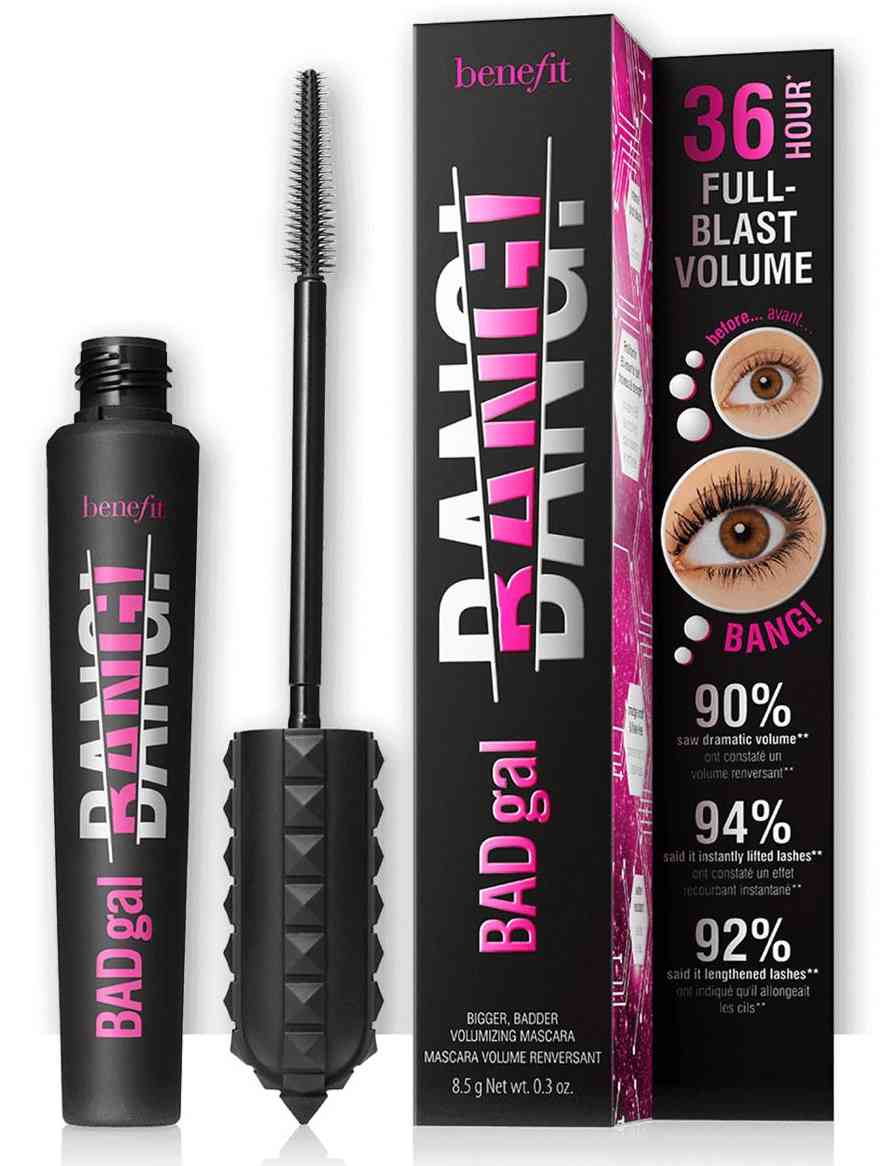 benefit
BANG!
BAD gal
benefit
BANG!
BAD gal
BIGGER, BADDER
VOLUMIZING MASCARA
MASCARA VOLUME RENVERSANT
8.5 g Net wt. 0.3 oz.
36 HOUR*
FULL-
BLAST
VOLUME
before... avant...
BANG!
90%
saw dramatic volume**
ont constaté un
volume renversant**
94%
said it instantly lifted lashes**
ont constaté un effet
recourbant instantané**
92%
said it lengthened lashes**
ont indiqué qu'il allongeait
les cils**